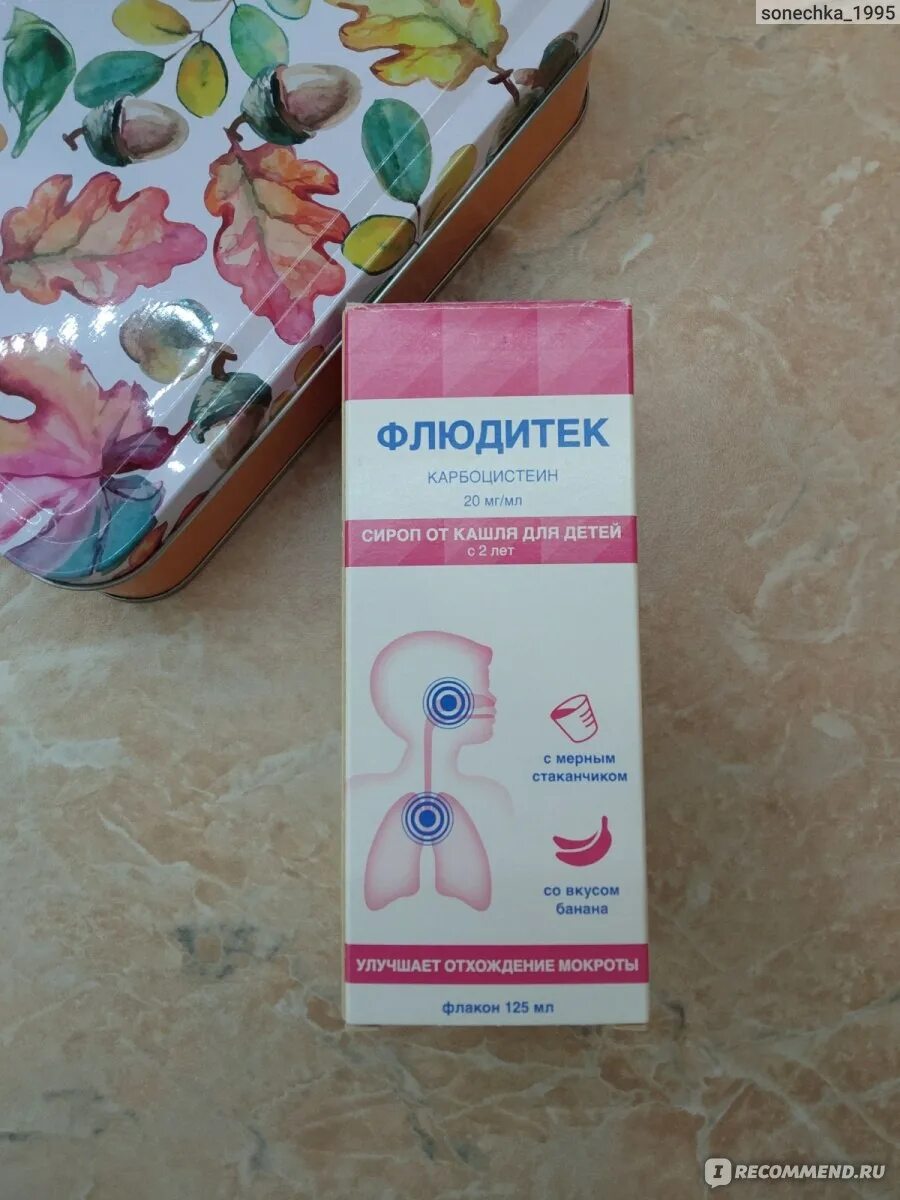 sonechka_1995
ФЛЮДИТЕК
КАРБОЦИСТЕИН
20 мг/мл
СИРОП ОТ КАШЛЯ ДЛЯ ДЕТЕЙ
с 2 лет
с мерным
стаканчиком
со вкусом
банана
УЛУЧШАЕТ ОТХОЖДЕНИЕ МОКРОТЫ
флакон 125 мл
IRECOMMEND.RU